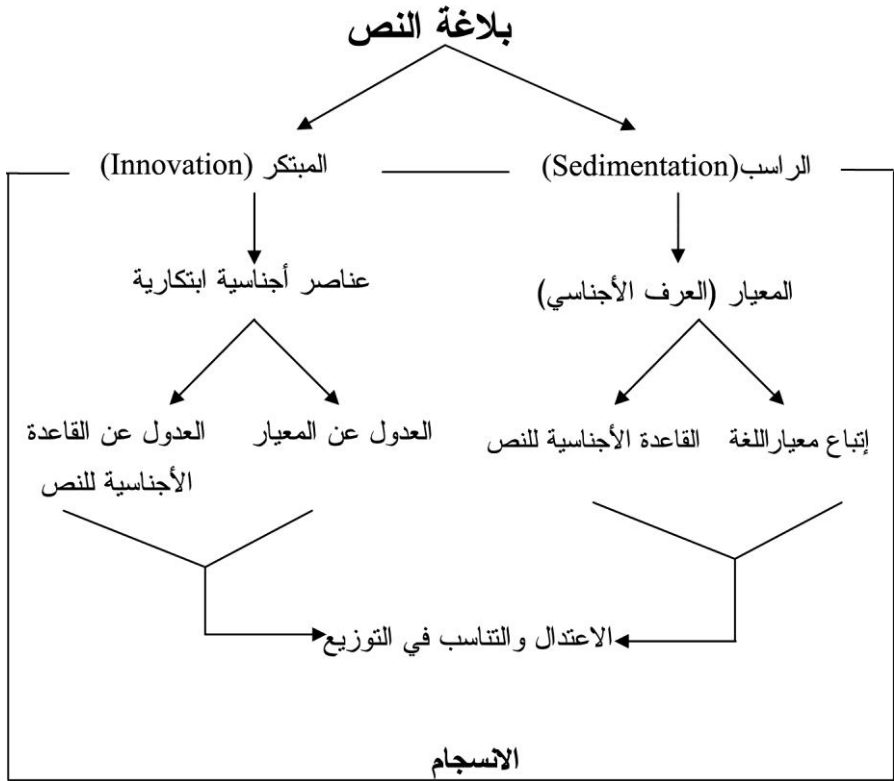 بلاغة النص
الراسب(Sedimentation)
المبتكر (Innovation)
المعيار (العرف الأجناسي)
عناصر أجناسية ابتكارية
إتباع معياراللغة
القاعدة الأجناسية للنص
العدول عن المعيار
العدول عن القاعدة
الأجناسية للنص
الاعتدال والتناسب في التوزيع
الانسجام